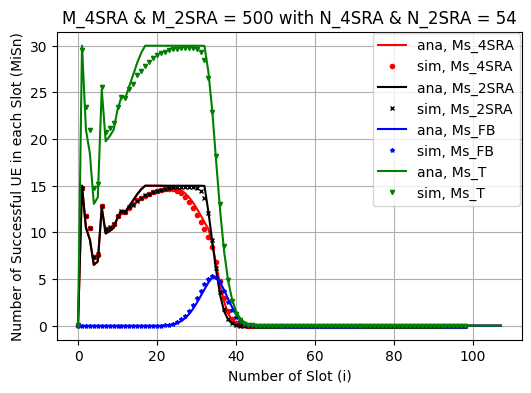 M_4SRA & M_2SRA = 500 with N_4SRA & N_2SRA = 54
Number of Successful UE in each Slot (MiSn)
30
25
20
15
10
5
0
ana, Ms_4SRA
sim, Ms_4SRA
ana, Ms_2SRA
sim, Ms_2SRA
ana, Ms_FB
sim, Ms_FB
ana, Ms_T
sim, Ms_T
0 20 40 60 80 100
Number of Slot (i)